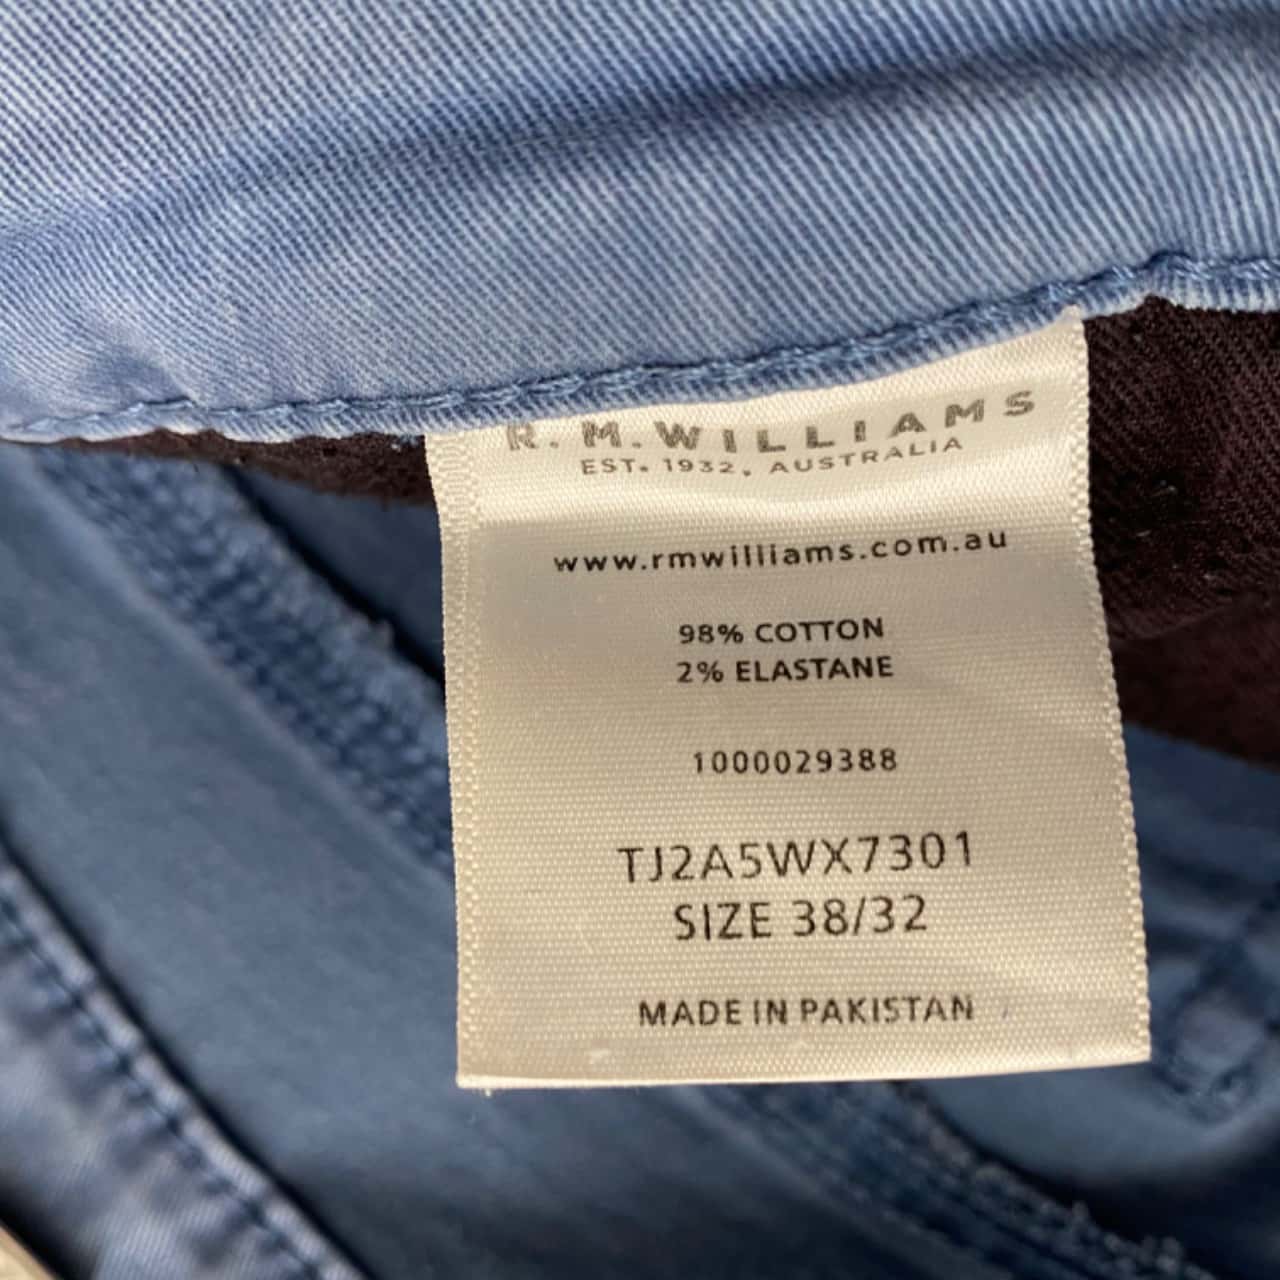 R.M.WILLIAMS
EST. 1932, AUSTRALIA
www.rmwilliams.com.au
98% COTTON
2% ELASTANE
1000029388
TJ2A5WX7301
SIZE 38/32
MADE IN PAKISTAN